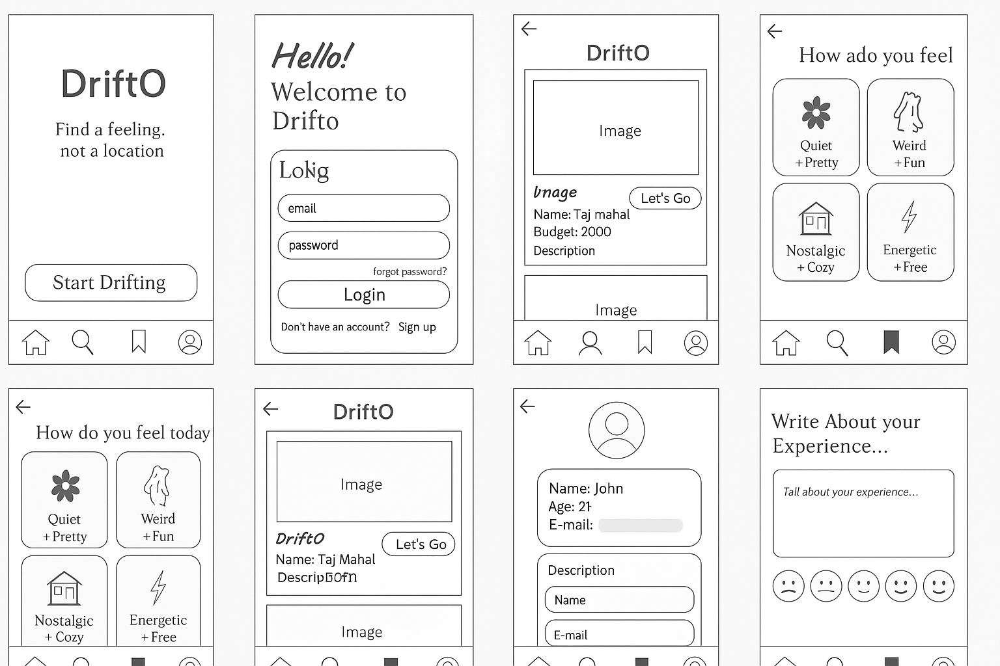 DriftO
Find a feeling.
not a location
Start Drifting
Hello!
Welcome to
Drifto
email
password
forgot password?
Login
Don't have an account? Sign up
DriftO
Image
Let's Go
Name: Taj mahal
Budget: 2000
Description
Image
How ado you feel
Quiet
+Pretty
Weird
+Fun
Nostalgic
+ Cozy
Energetic
+Free
How do you feel today
Quiet
+Pretty
Weird
+Fun
Nostalgic
+ Cozy
Energetic
+ Free
DriftO
Image
DriftO
Let's Go
Name: Taj Mahal
Image
Name: John
Age: 21
E-mail:
Description
Name
E-mail
Write About your
Experience...
Tall about your experience...